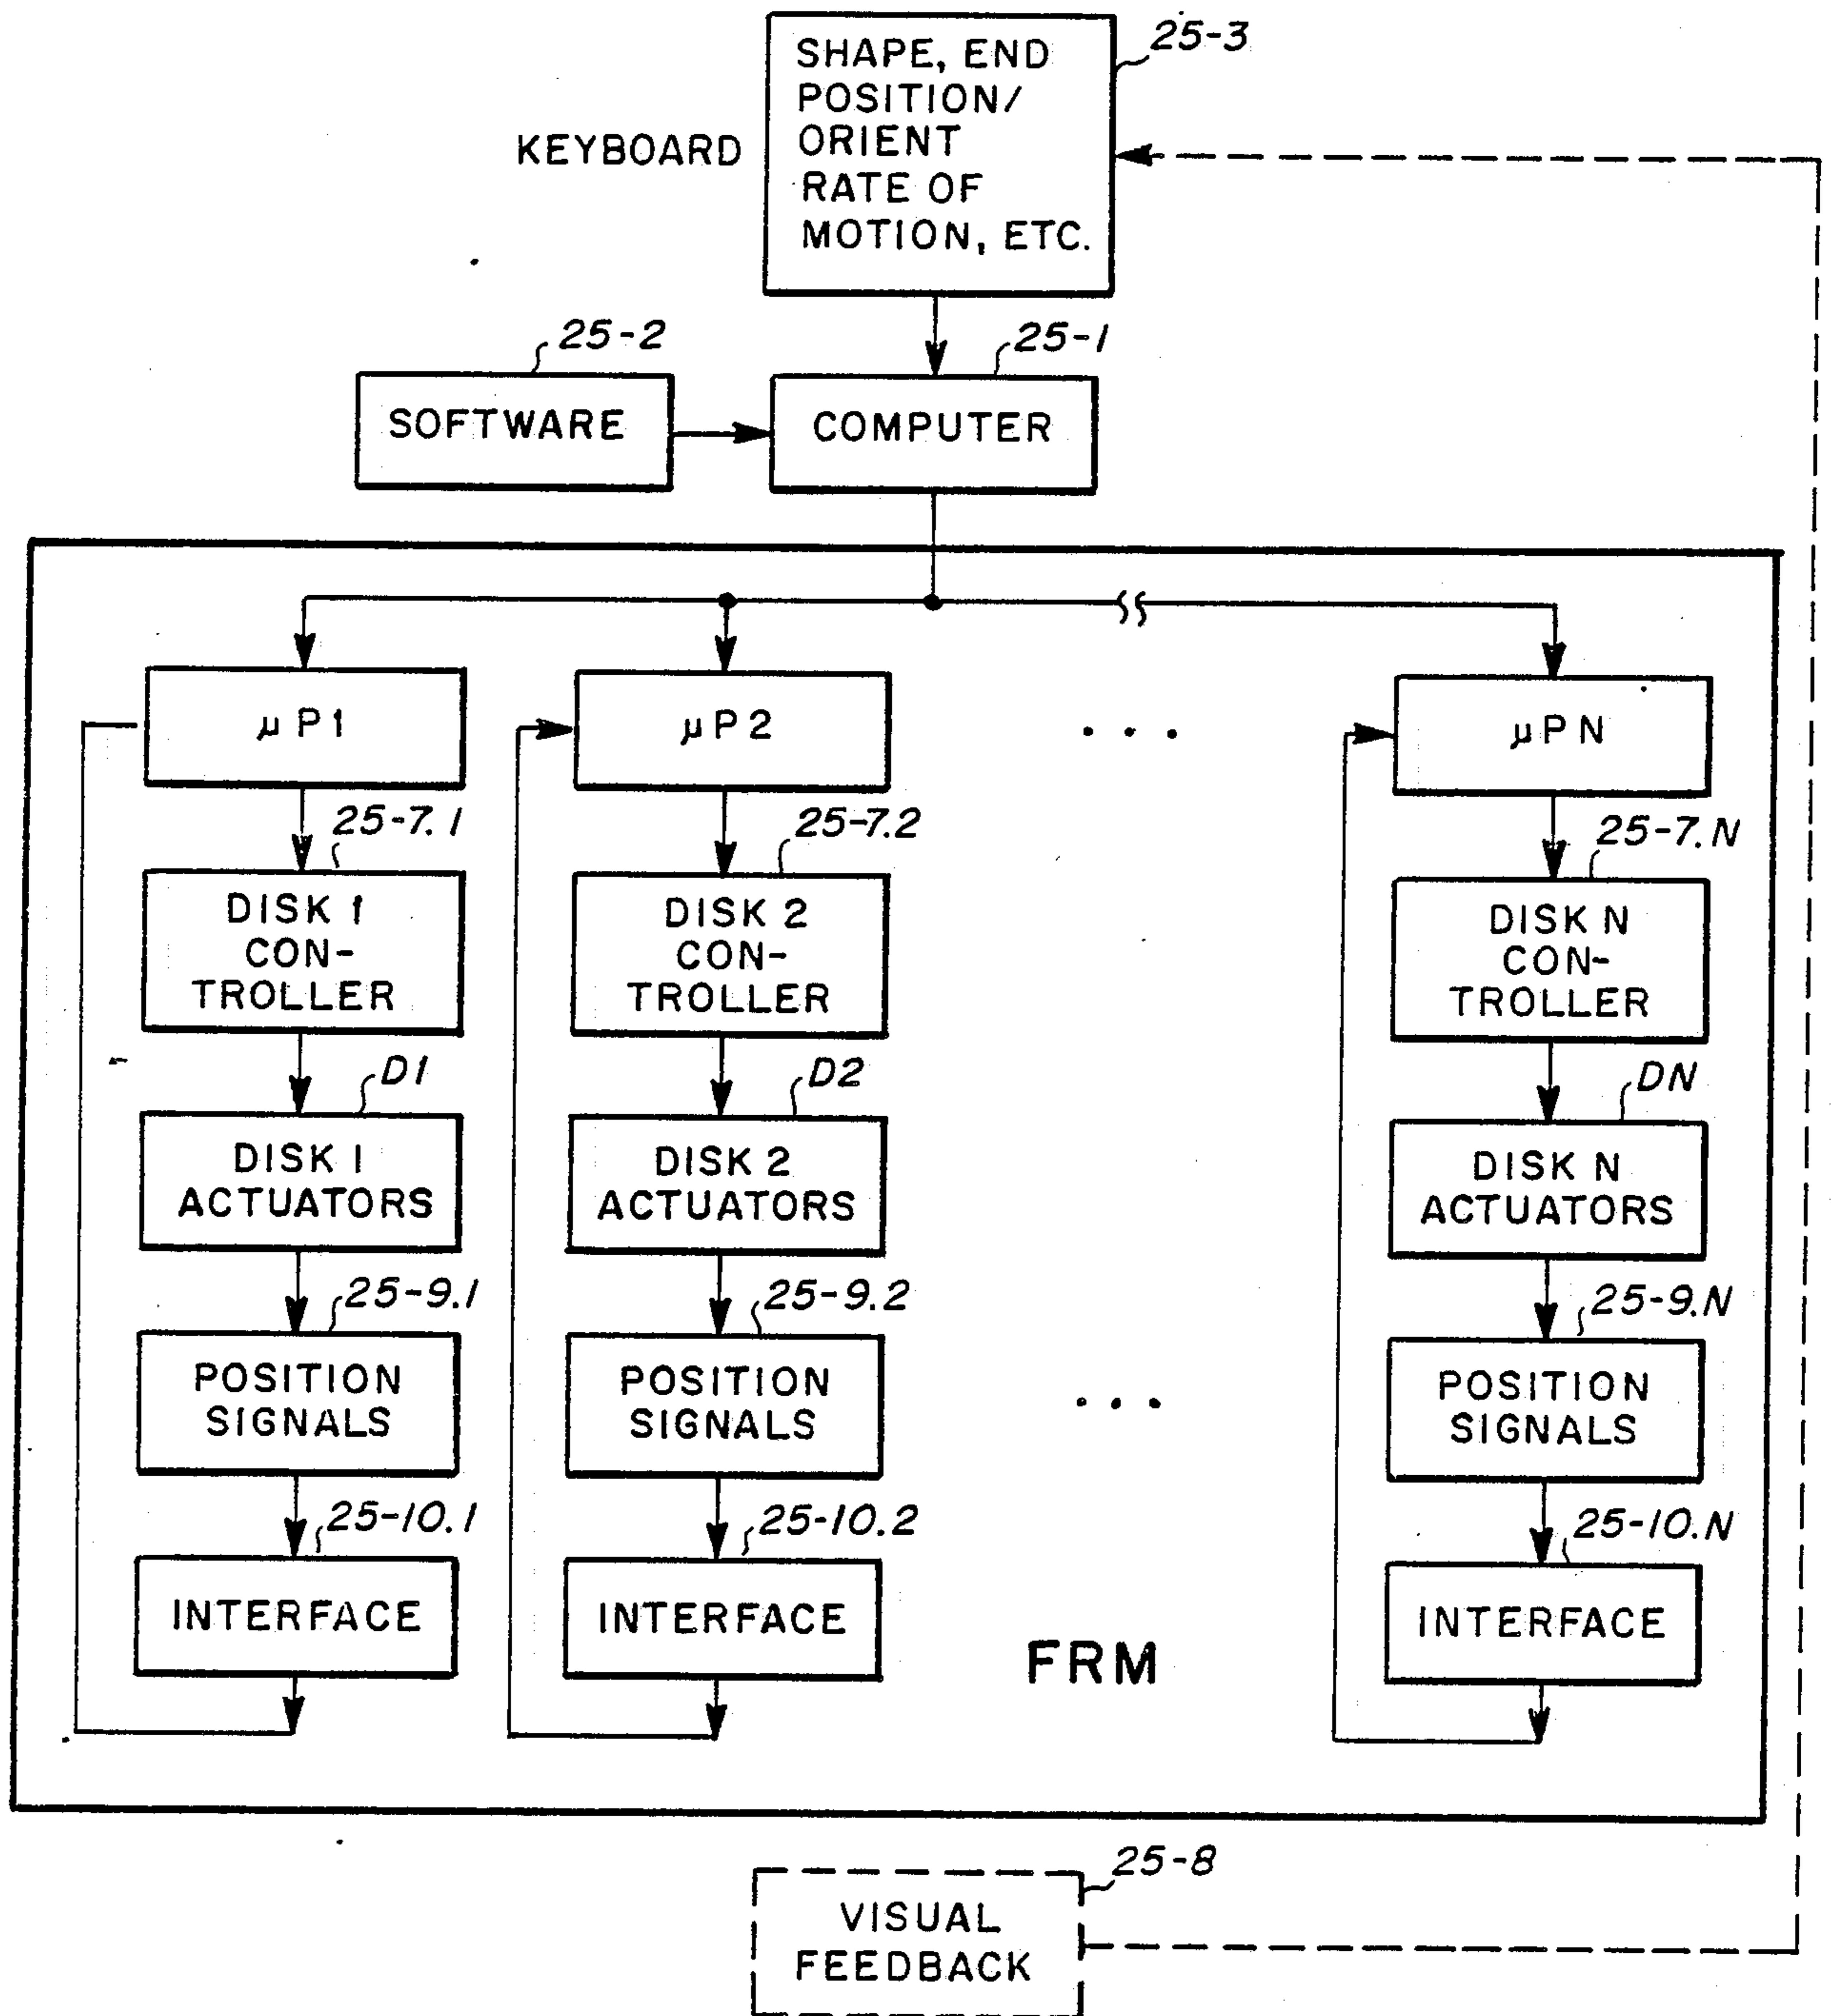 25-3
SHAPE, END
POSITION/
ORIENT
RATE OF
MOTION, ETC.
KEYBOARD
25-2
25-1
SOFTWARE
COMPUTER
μP1
μP2
. . .
μPN
25-7.1
25-7.2
25-7.N
DISK 1
CON-
TROLLER
DISK 2
CON-
TROLLER
DISK N
CON-
TROLLER
D1
D2
DN
DISK 1
ACTUATORS
DISK 2
ACTUATORS
DISK N
ACTUATORS
25-9.1
25-9.2
25-9.N
POSITION
SIGNALS
POSITION
SIGNALS
. . .
POSITION
SIGNALS
25-10.1
25-10.2
25-10.N
INTERFACE
INTERFACE
INTERFACE
FRM
25-8
VISUAL
FEEDBACK